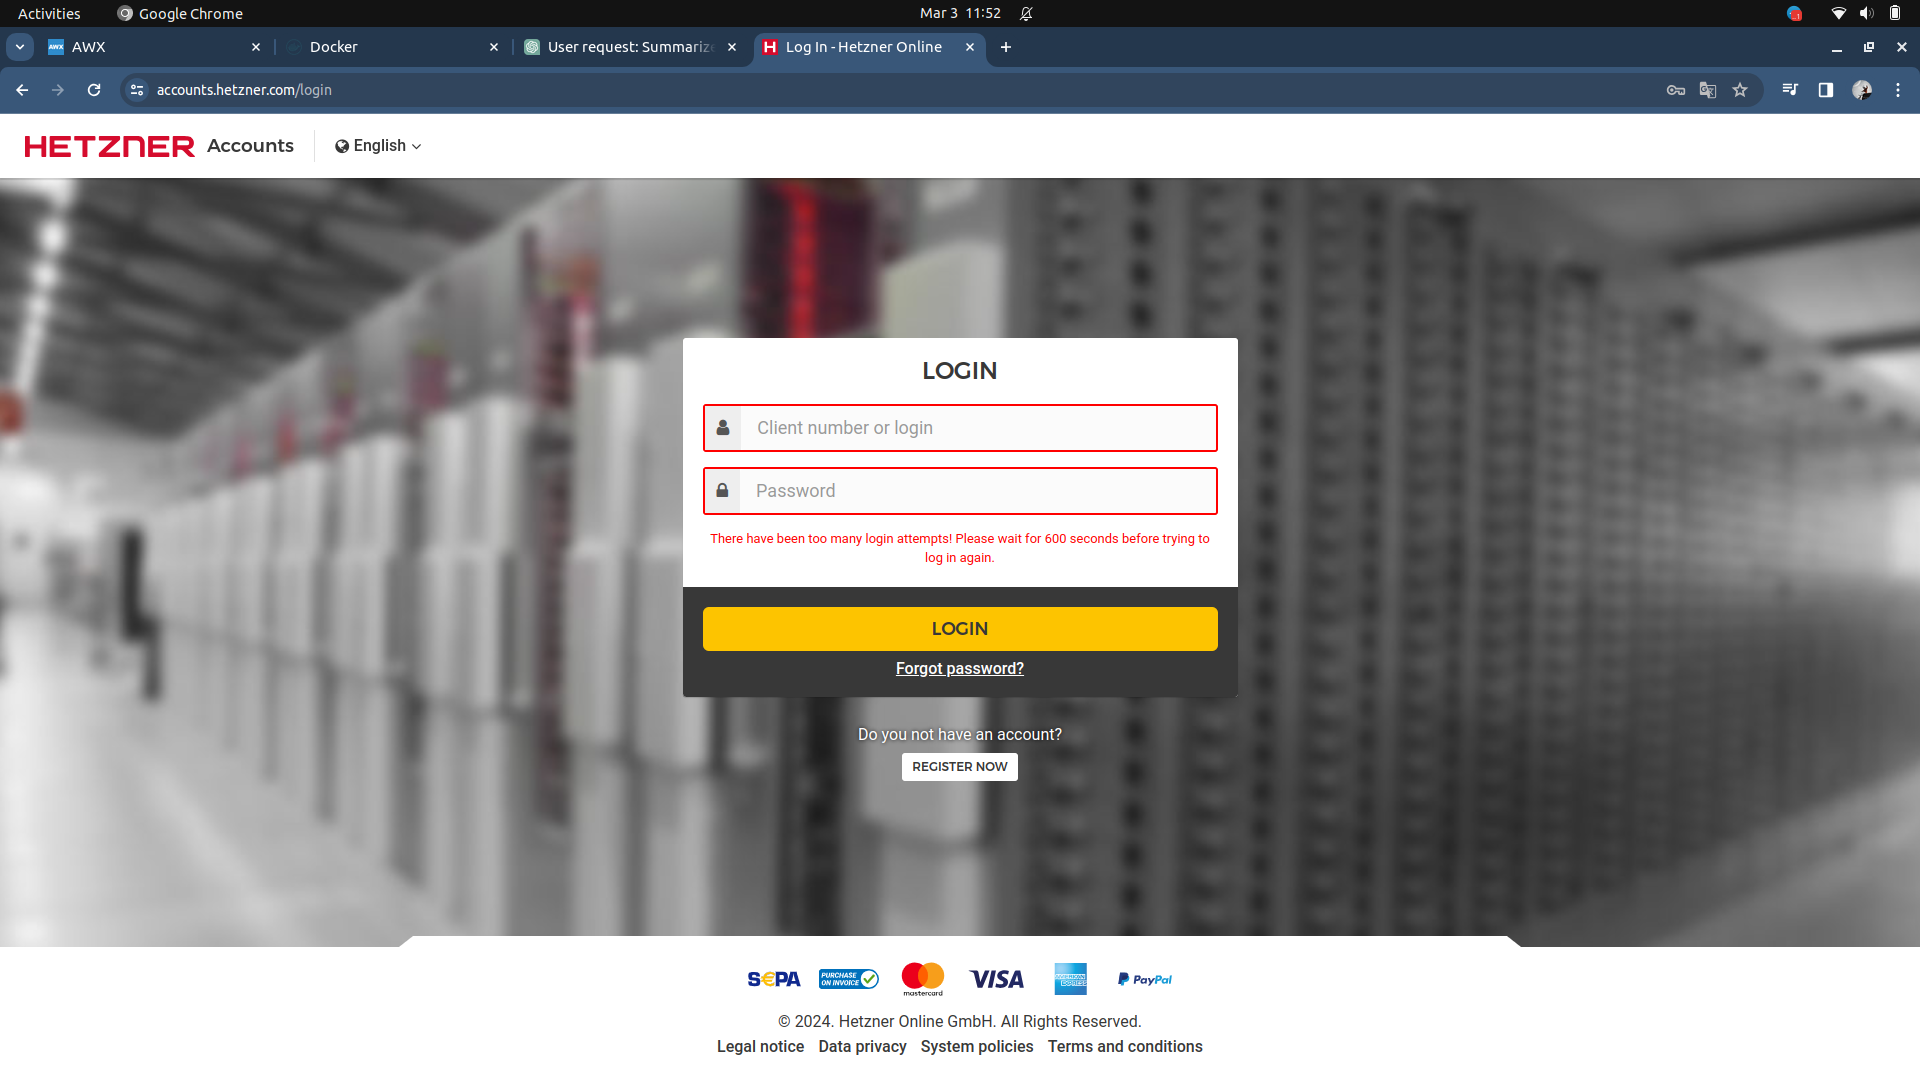 Activities
Google Chrome
Mar 3 11:52
AWX
AWX
Docker
User request: Summarize
Log In - Hetzner Online
accounts.hetzner.com/login
HETZNER Accounts
English
LOGIN
Client number or login
Password
There have been too many login attempts! Please wait for 600 seconds before trying to
log in again.
LOGIN
Forgot password?
Do you not have an account?
REGISTER NOW
S€PA
PURCHASE
ON INVOICE
mastercard
VISA
AMERICAN
EXPRESS
PayPal
© 2024. Hetzner Online GmbH. All Rights Reserved.
Legal notice Data privacy System policies Terms and conditions